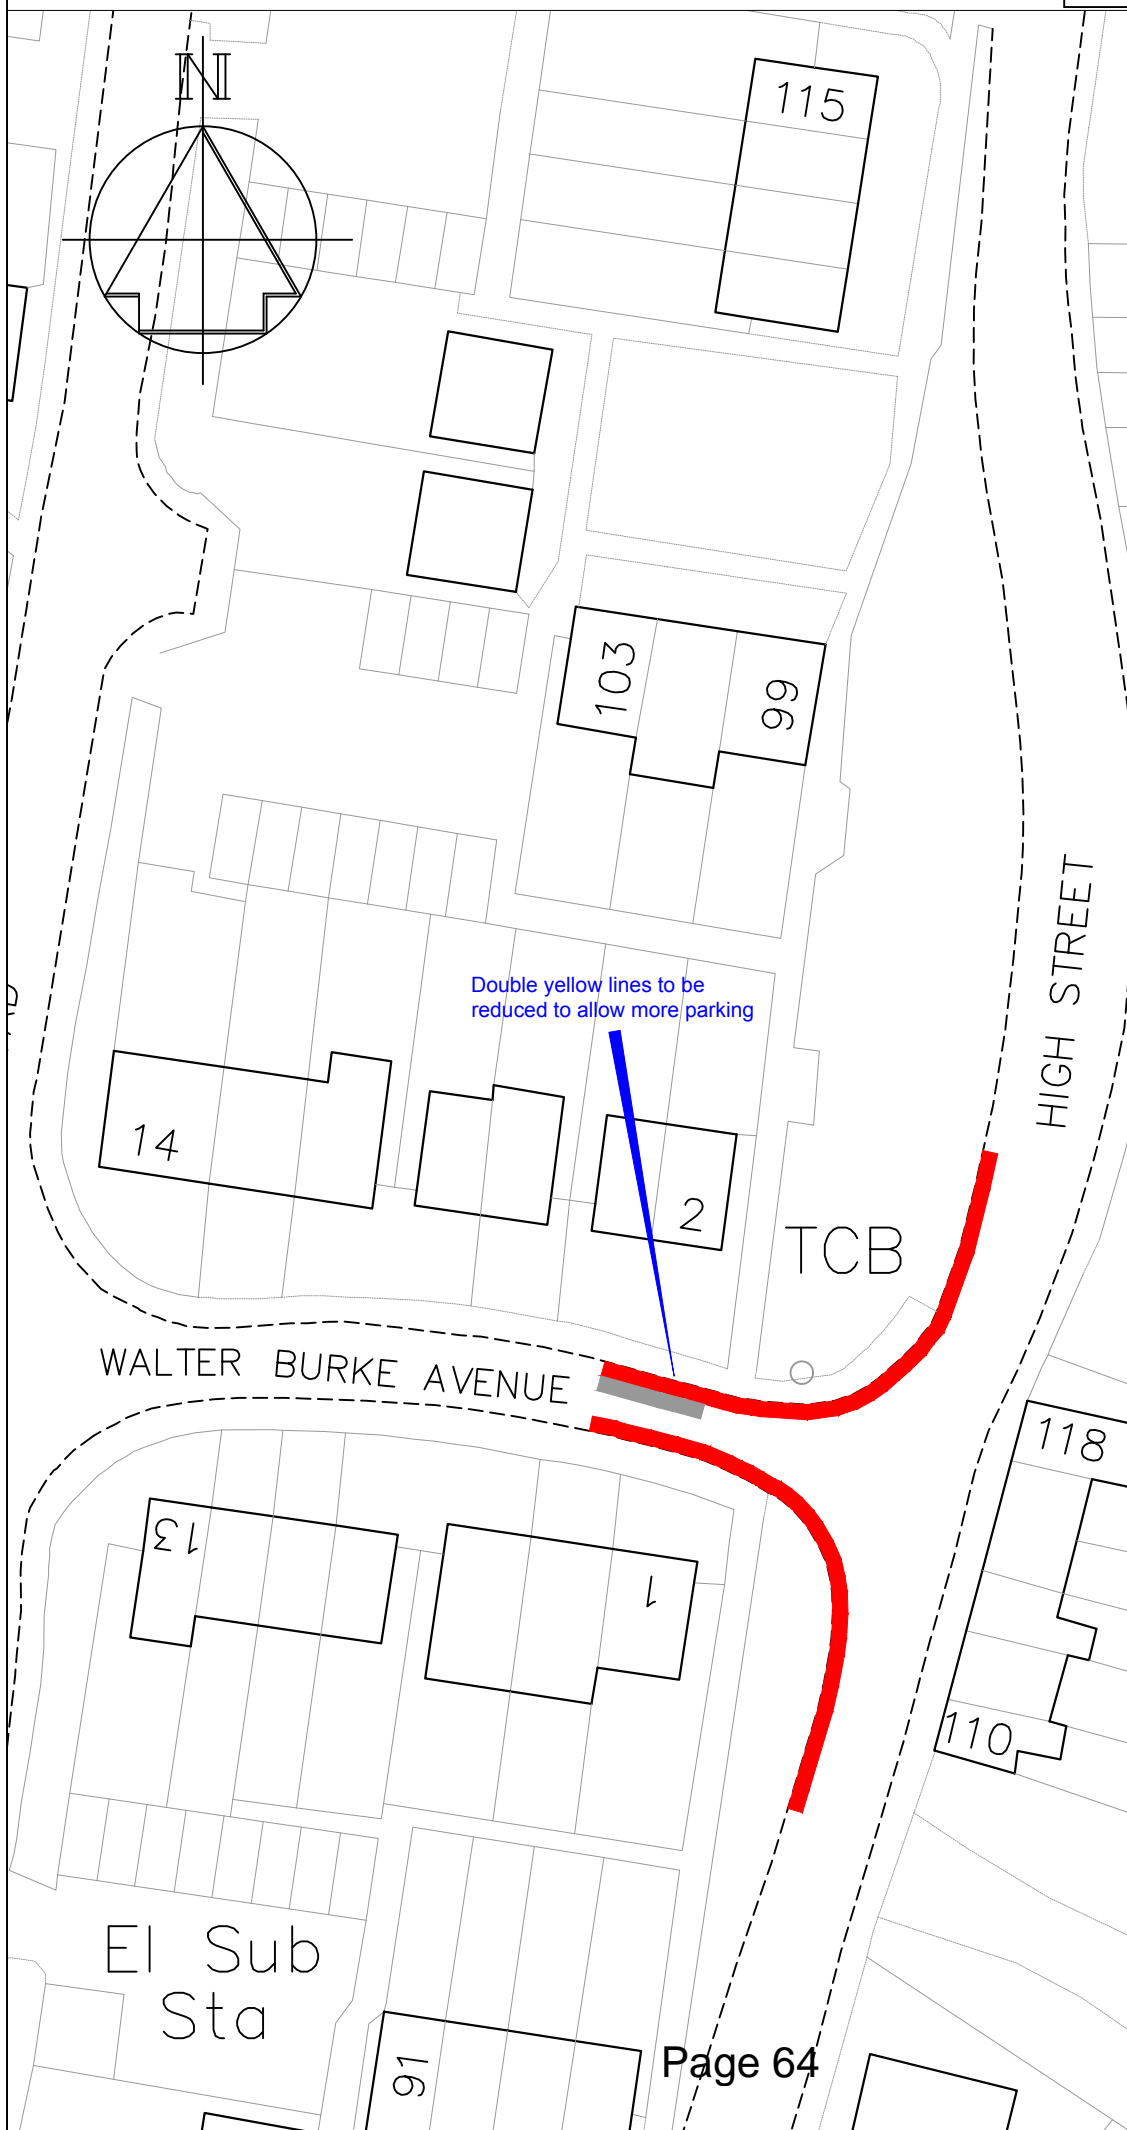 N
115
103
99
Double yellow lines to be
reduced to allow more parking
HIGH STREET
14
2
TCB
WALTER BURKE AVENUE
118
13
1
110
El Sub
Sta
91
Page 64